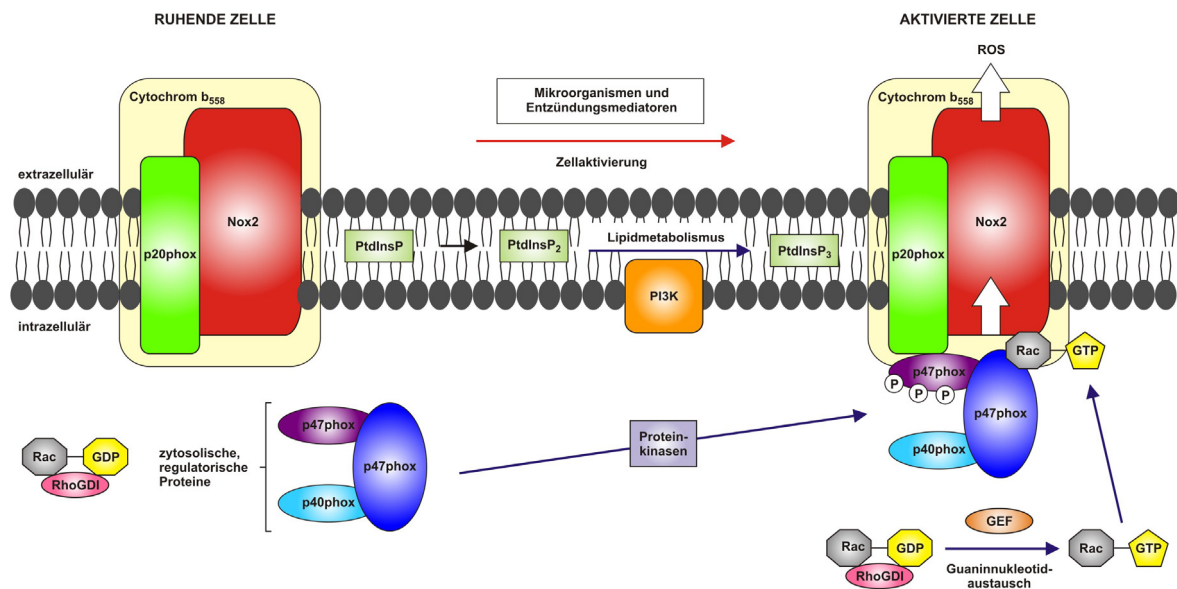 RUHENDE ZELLE
AKTIVIERTE ZELLE
ROS
Cytochrom b558
Mikroorganismen und
Entzündungsmediatoren
Cytochrom b558
Zellaktivierung
extrazellulär
Nox2
p20phox
PtdInsP
PtdInsP2
Lipidmetabolismus
PtdInsP3
Nox2
p20phox
PI3K
intrazellulär
Rac
GTP
p47phox
P
P
P
p47phox
p40phox
Rac
GDP
RhoGDI
zytosolische,
regulatorische
Proteine
p47phox
p47phox
p40phox
Protein-
kinasen
GEF
Rac
GDP
RhoGDI
Guaninnukleotid-
austausch
Rac
GTP